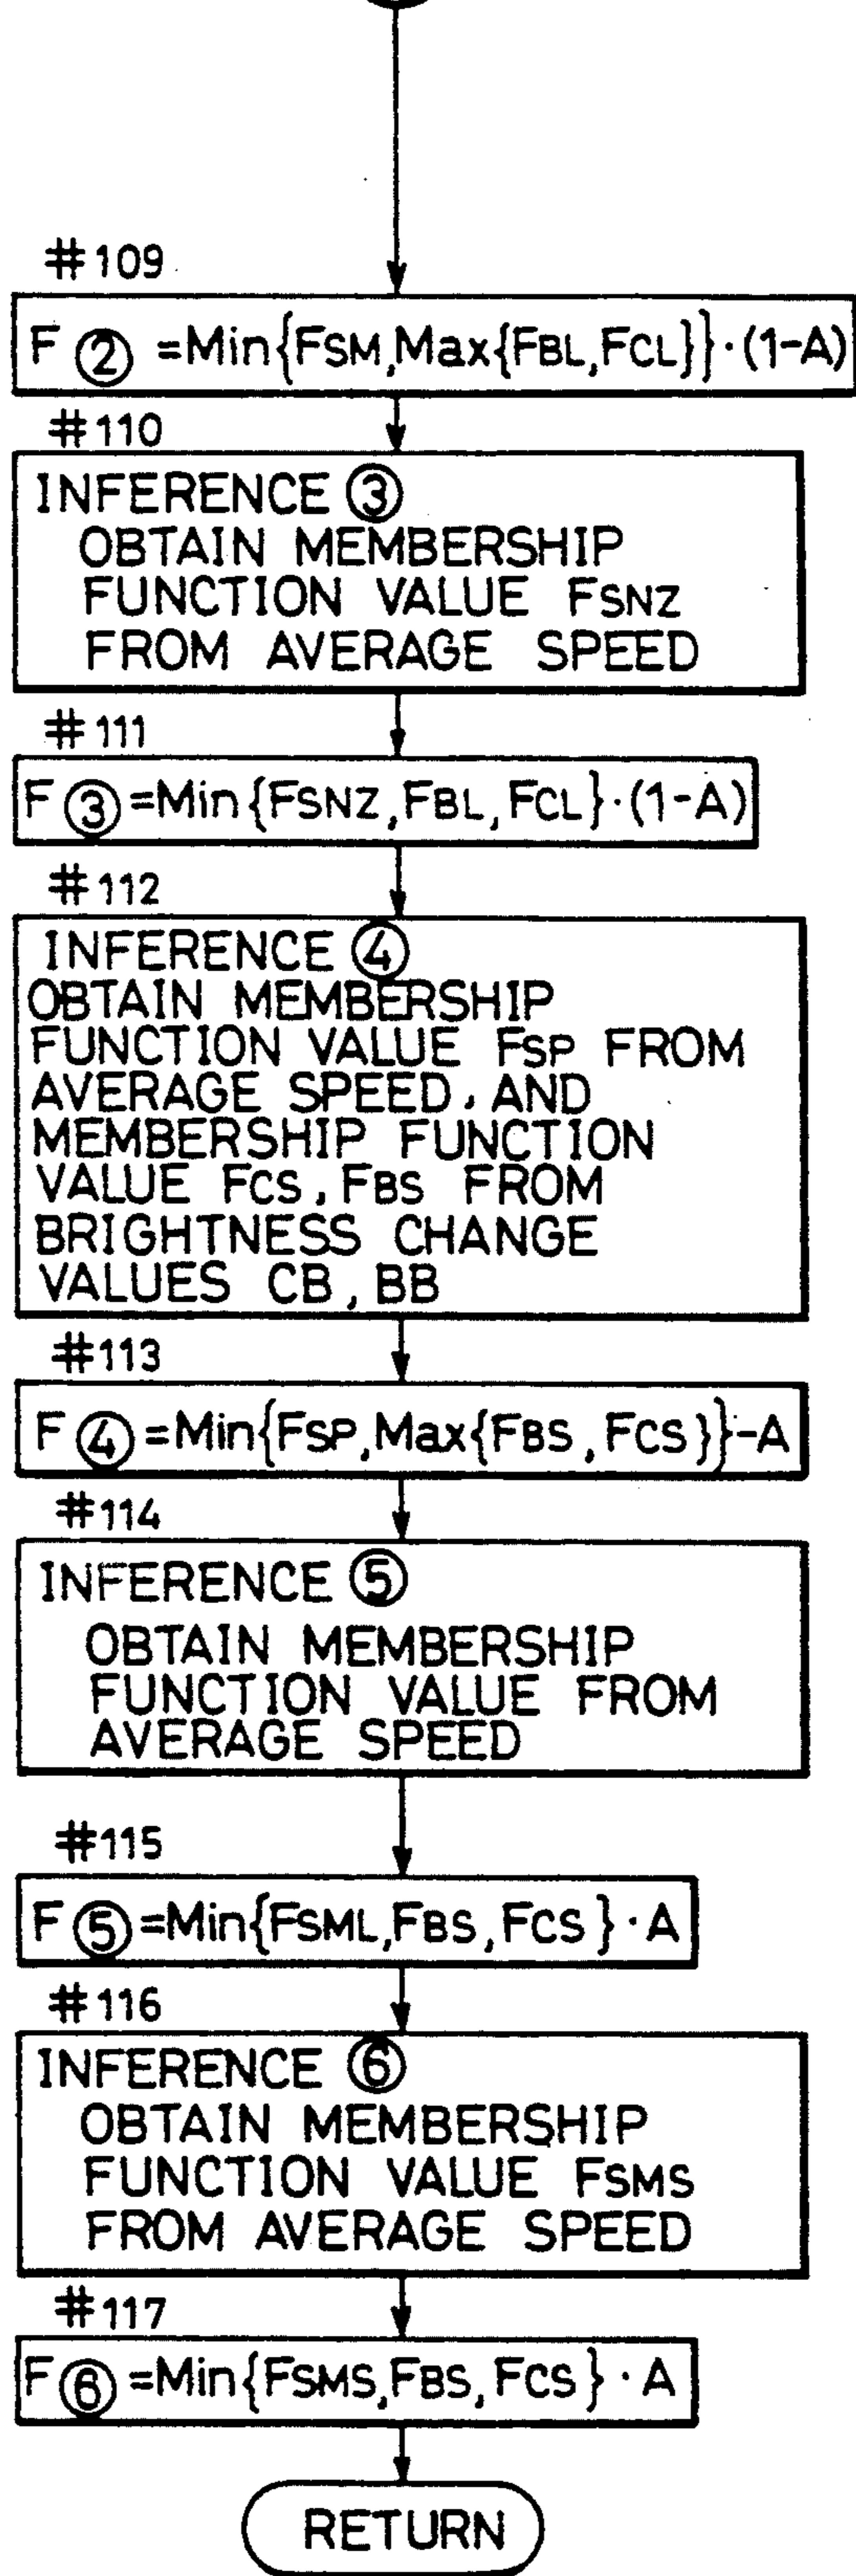 #109
F ② =Min{FSM,Max{FBL,FCL}}·(1-A)
#110
INFERENCE ③
OBTAIN MEMBERSHIP
FUNCTION VALUE FSNZ
FROM AVERAGE SPEED
#111
F ③ =Min{FSNZ,FBL,FCL}·(1-A)
#112
INFERENCE ④
OBTAIN MEMBERSHIP
FUNCTION VALUE FSP FROM
AVERAGE SPEED, AND
MEMBERSHIP FUNCTION
VALUE FCS, FBS FROM
BRIGHTNESS CHANGE
VALUES CB, BB
#113
F ④ =Min{FSP,Max{FBS,FCS}}-A
#114
INFERENCE ⑤
OBTAIN MEMBERSHIP
FUNCTION VALUE FROM
AVERAGE SPEED
#115
F ⑤ =Min{FSML,FBS,FCS}·A
#116
INFERENCE ⑥
OBTAIN MEMBERSHIP
FUNCTION VALUE FSMS
FROM AVERAGE SPEED
#117
F ⑥ =Min{FSMS,FBS,FCS}·A
RETURN